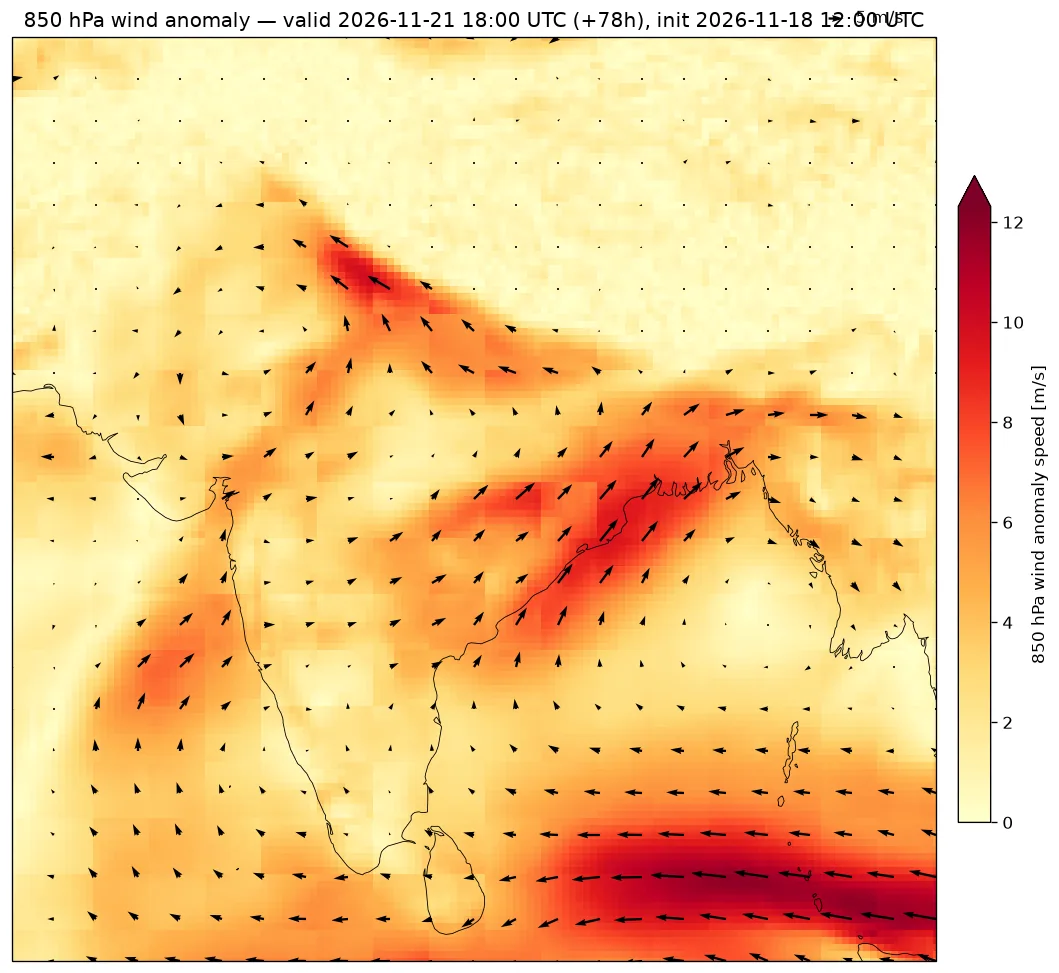 850 hPa wind anomaly — valid 2026-11-21 18:00 UTC (+78h), init 2026-11-18 12:00 UTC
5 m/s
12
10
8
6
4
2
0
850 hPa wind anomaly speed [m/s]